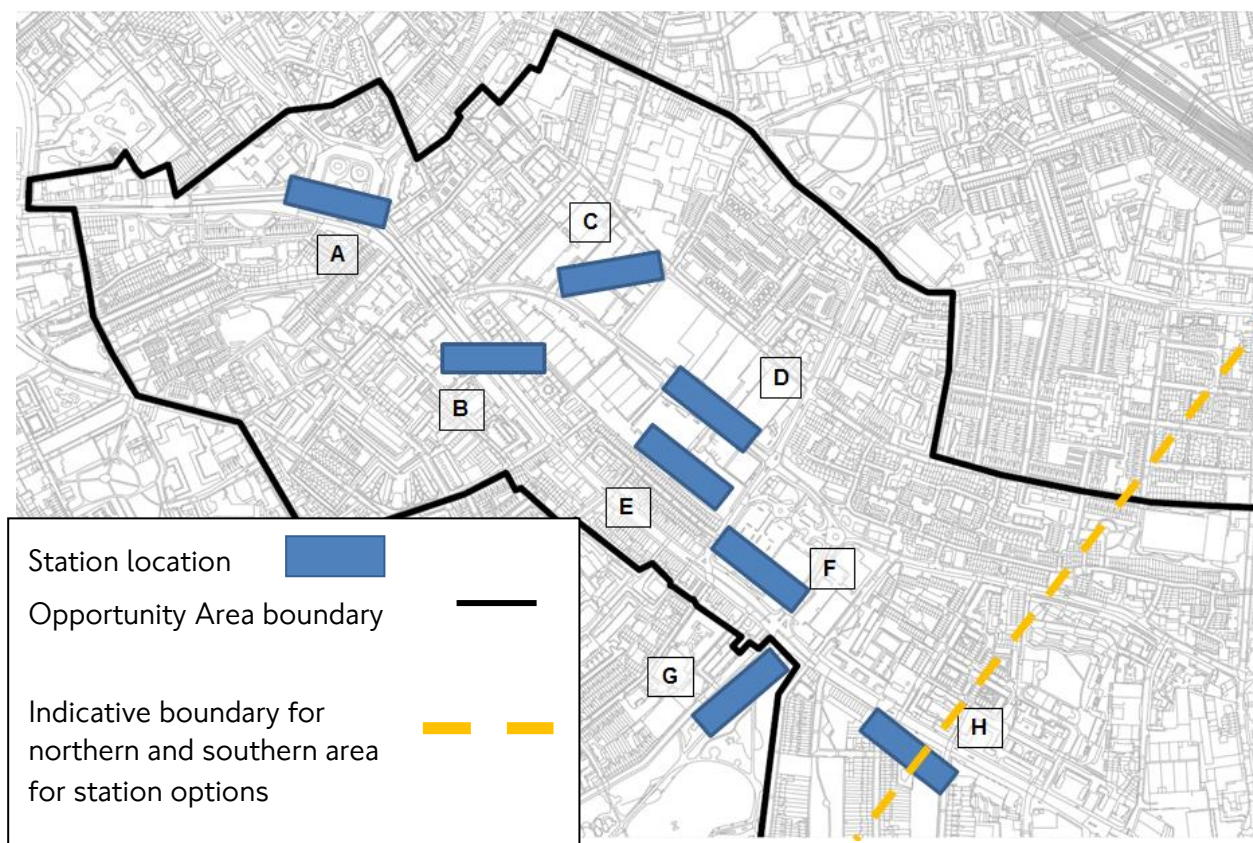 A
C
D
B
E
F
G
H
Station location
Opportunity Area boundary
Indicative boundary for
northern and southern area
for station options